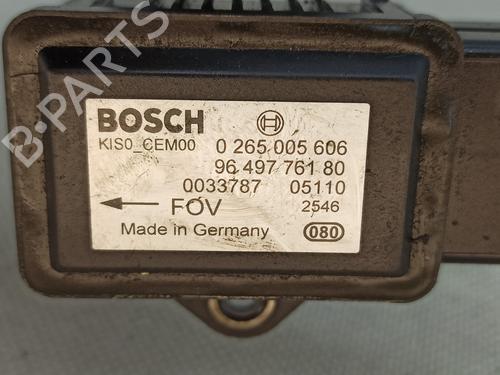 B-PARTS
BOSCH
KIS0_CEM00 0 265 005 606
96 497 761 80
0033787 05110
FOV 2546
Made in Germany 080